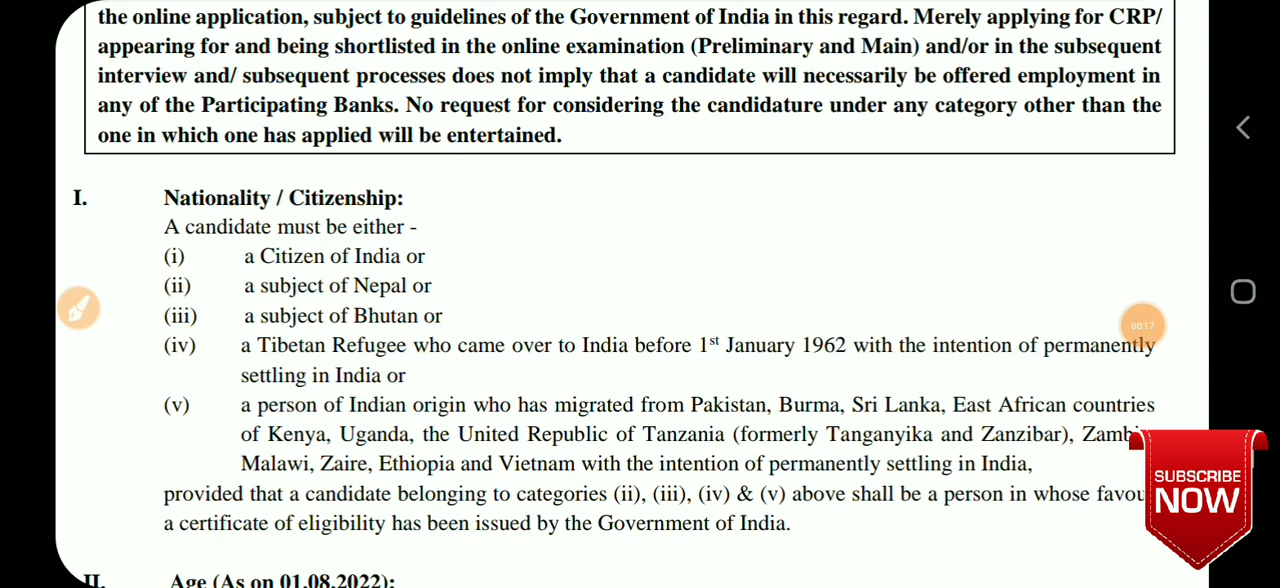 the online application, subject to guidelines of the Government of India in this regard. Merely applying for CRP/
appearing for and being shortlisted in the online examination (Preliminary and Main) and/or in the subsequent
interview and/ subsequent processes does not imply that a candidate will necessarily be offered employment in
any of the Participating Banks. No request for considering the candidature under any category other than the
one in which one has applied will be entertained.
I. Nationality / Citizenship:
A candidate must be either -
(i) a Citizen of India or
(ii) a subject of Nepal or
(iii) a subject of Bhutan or
00:17
(iv) a Tibetan Refugee who came over to India before 1st January 1962 with the intention of permanently
settling in India or
(v) a person of Indian origin who has migrated from Pakistan, Burma, Sri Lanka, East African countries
of Kenya, Uganda, the United Republic of Tanzania (formerly Tanganyika and Zanzibar),
Malawi, Zaire, Ethiopia and Vietnam with the intention of permanently settling in India,
provided that a candidate belonging to categories (ii), (iii), (iv) & (v) above shall be a person in whose
a certificate of eligibility has been issued by the Government of India.
SUBSCRIBE
NOW
II. Age (As on 01.08.2022):